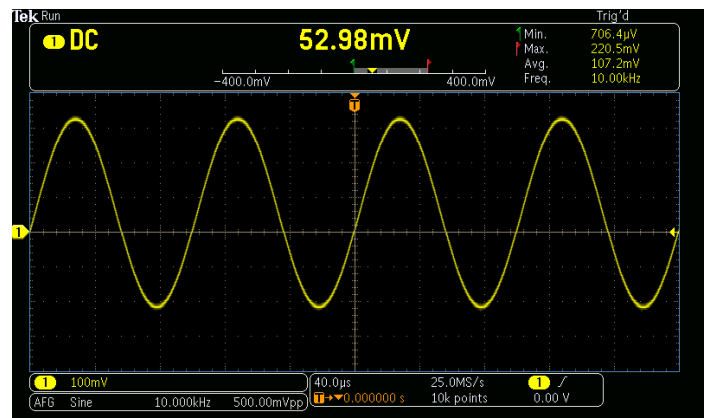 Tek Run Trig'd
1 DC 52.98mV
Min. 706.4µV
Max. 220.5mV
Avg. 107.2mV
Freq. 10.00kHz
-400.0mV 400.0mV
T
1
1 100mV
40.0µs 25.0MS/s 1
T→▼0.000000 s 10k points 0.00 V
AFG Sine 10.000kHz 500.00mVpp